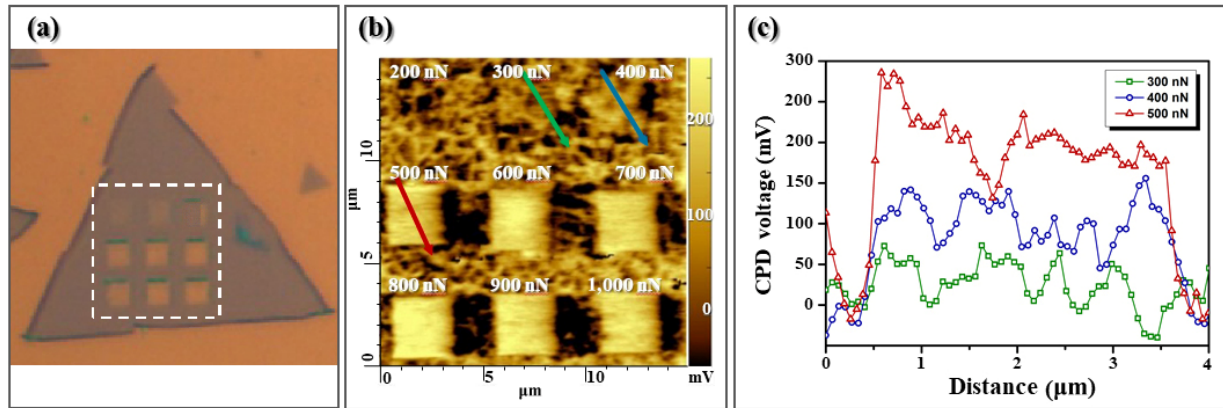 (a)
(b)
200 nN 300 nN 400 nN
500 nN 600 nN 700 nN
800 nN 900 nN 1,000 nN
10
5
0
μm
0 5 10
μm
200
100
0
mV
(c)
300
200
200
150
100
50
0
CPD voltage (mV)
300 nN
400 nN
500 nN
0 1 2 3 4
Distance (μm)